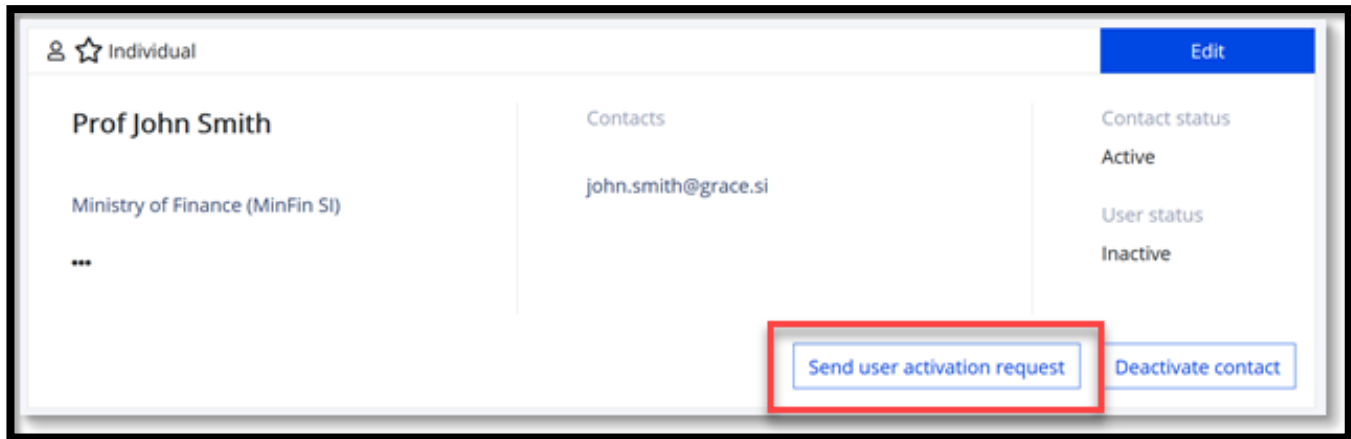 Individual
Edit
Prof John Smith
Ministry of Finance (MinFin SI)
•••
Contacts
john.smith@grace.si
Contact status
Active
User status
Inactive
Send user activation request
Deactivate contact